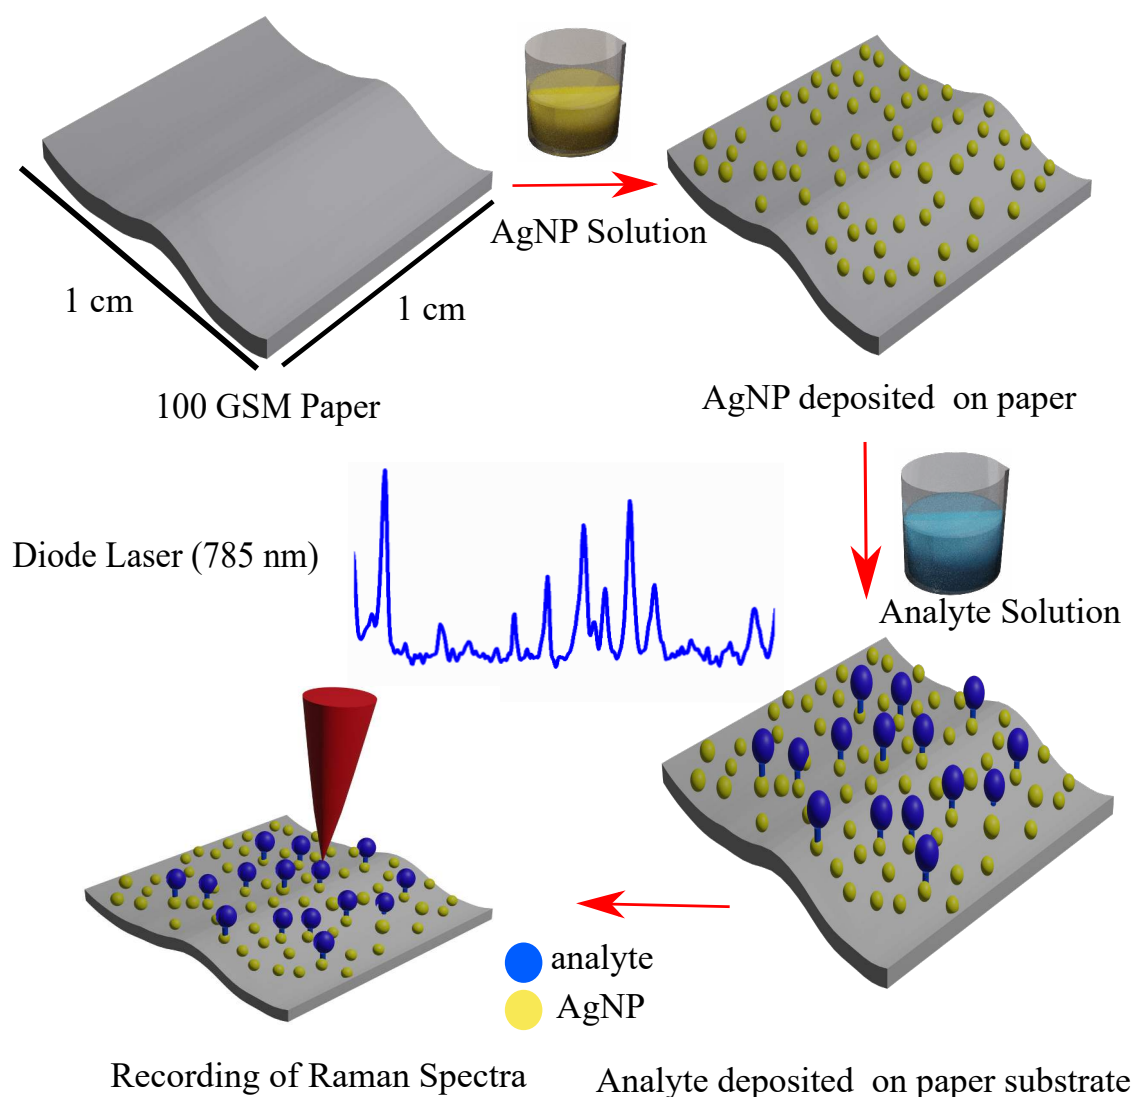 AgNP Solution
1 cm
1 cm
100 GSM Paper
AgNP deposited on paper
Diode Laser (785 nm)
Analyte Solution
analyte
AgNP
Recording of Raman Spectra
Analyte deposited on paper substrate